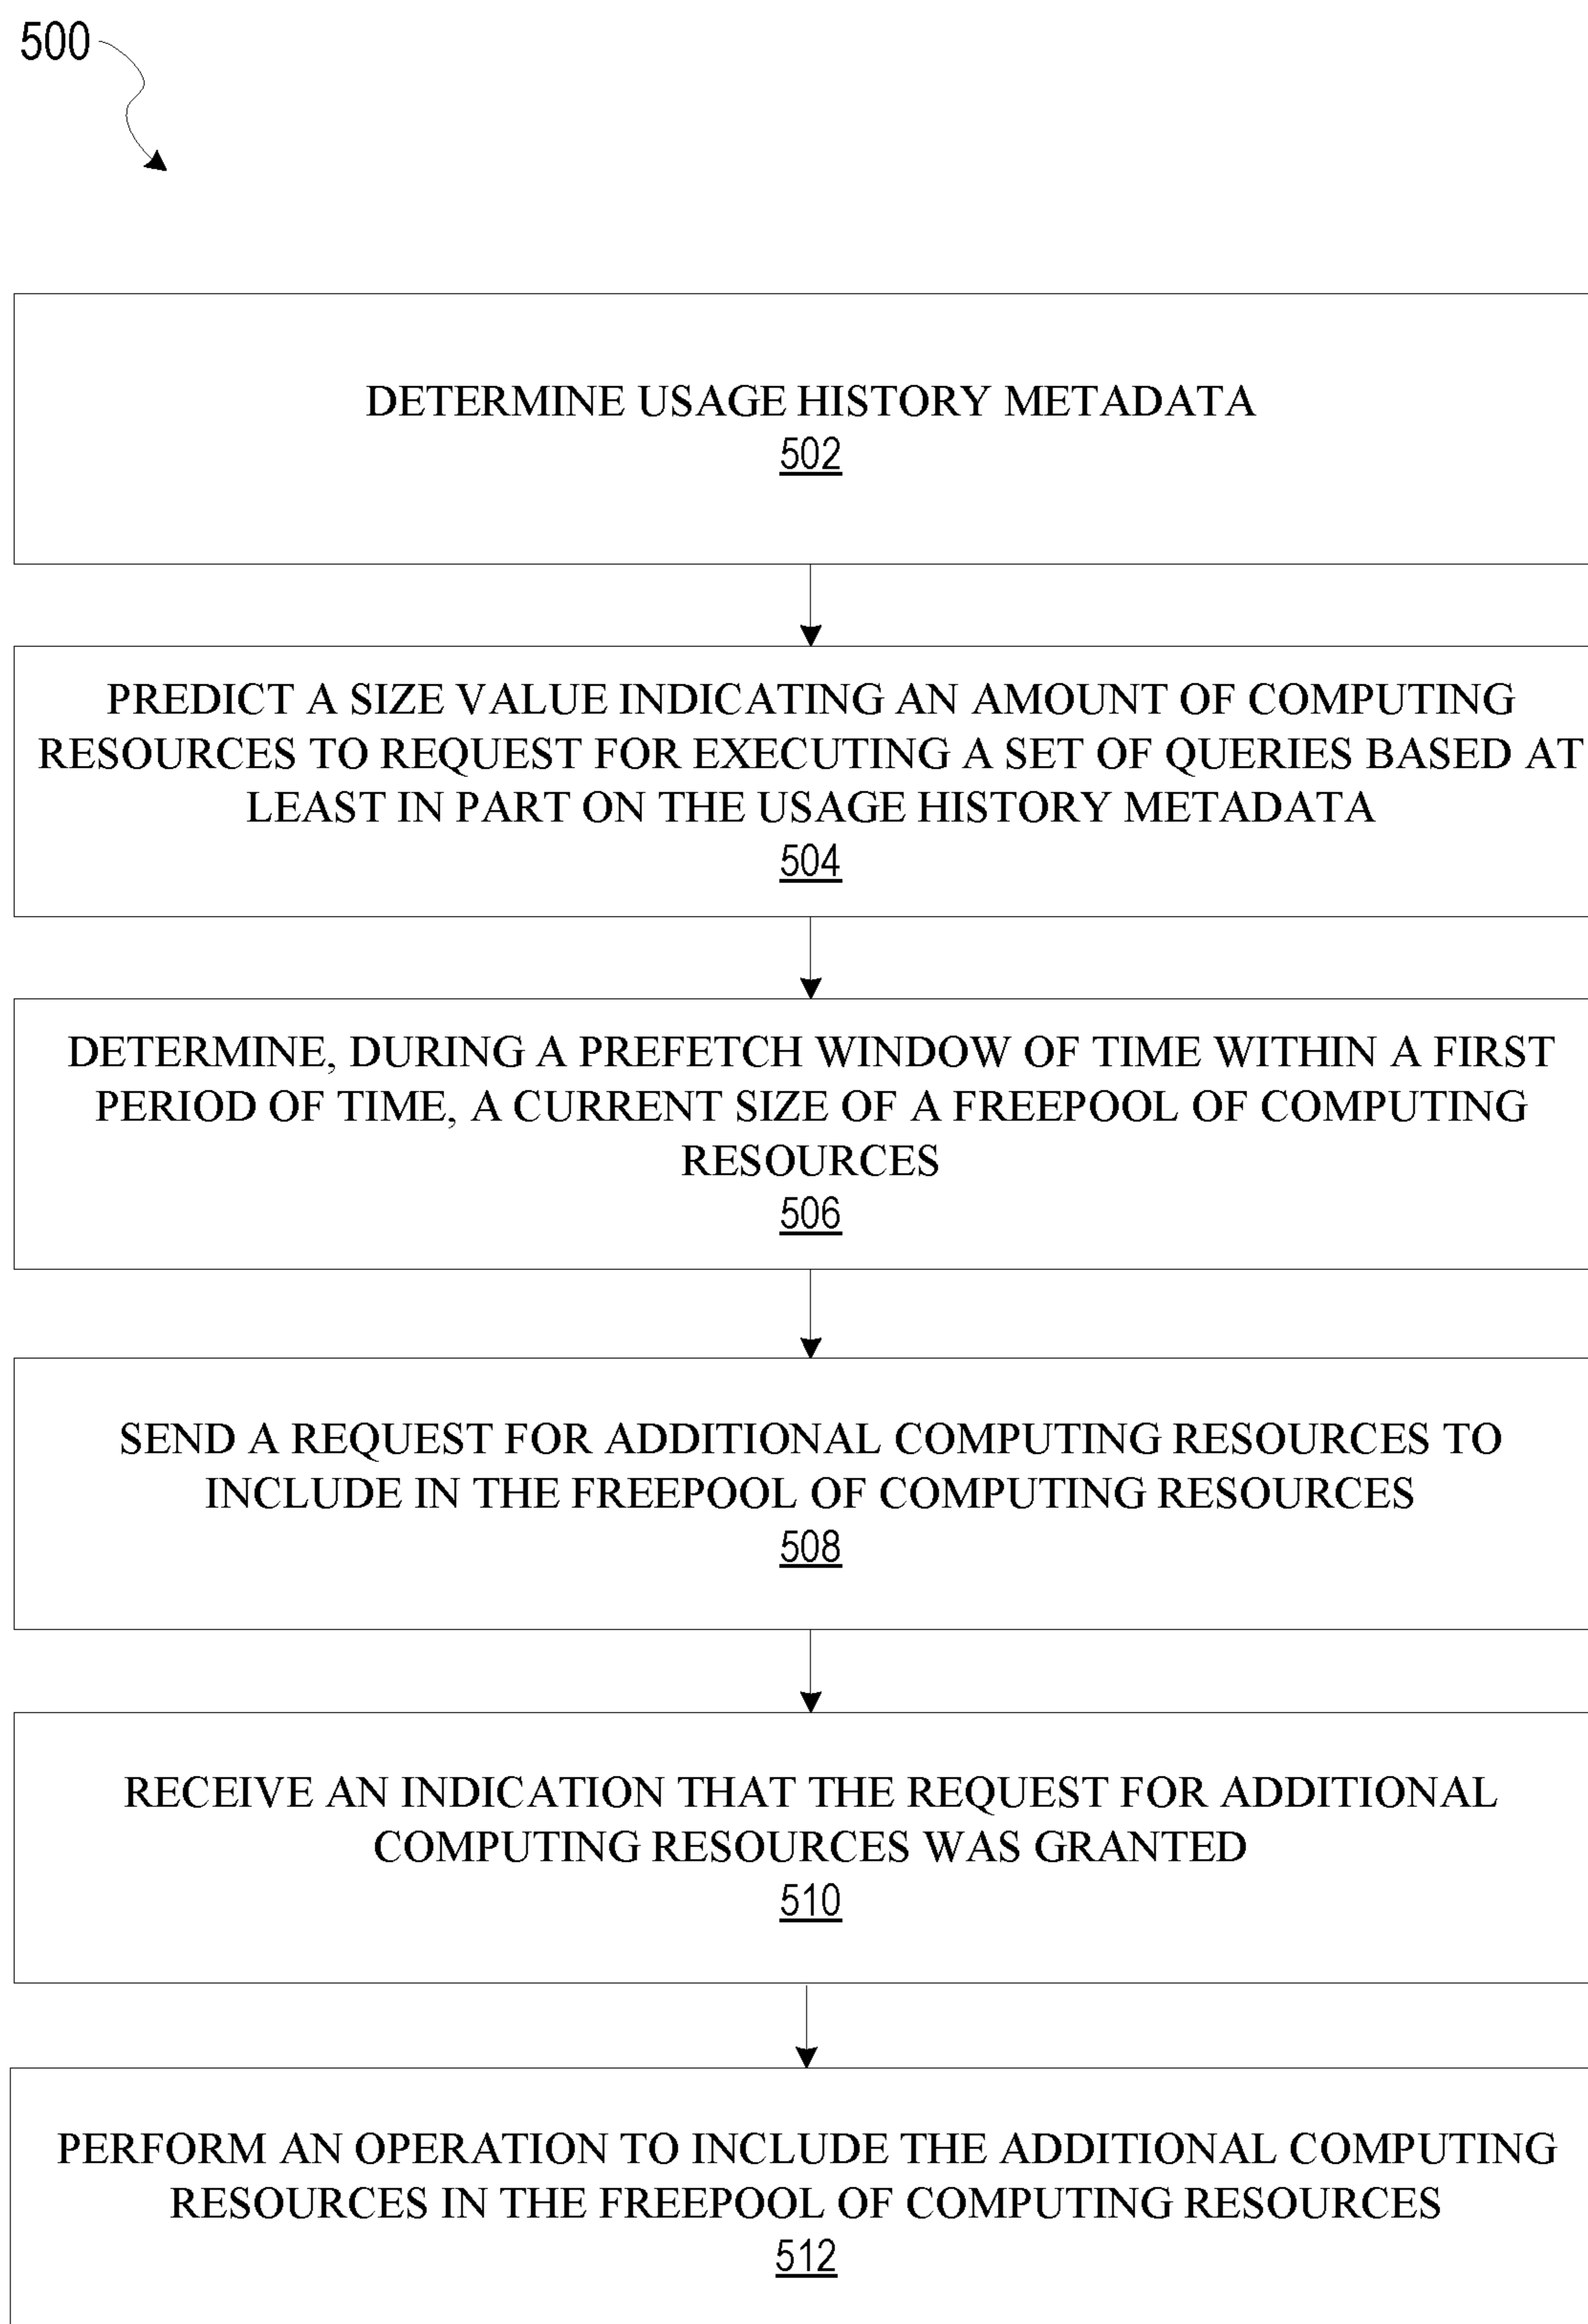 500
DETERMINE USAGE HISTORY METADATA
502
PREDICT A SIZE VALUE INDICATING AN AMOUNT OF COMPUTING
RESOURCES TO REQUEST FOR EXECUTING A SET OF QUERIES BASED AT
LEAST IN PART ON THE USAGE HISTORY METADATA
504
DETERMINE, DURING A PREFETCH WINDOW OF TIME WITHIN A FIRST
PERIOD OF TIME, A CURRENT SIZE OF A FREEPOOL OF COMPUTING
RESOURCES
506
SEND A REQUEST FOR ADDITIONAL COMPUTING RESOURCES TO
INCLUDE IN THE FREEPOOL OF COMPUTING RESOURCES
508
RECEIVE AN INDICATION THAT THE REQUEST FOR ADDITIONAL
COMPUTING RESOURCES WAS GRANTED
510
PERFORM AN OPERATION TO INCLUDE THE ADDITIONAL COMPUTING
RESOURCES IN THE FREEPOOL OF COMPUTING RESOURCES
512